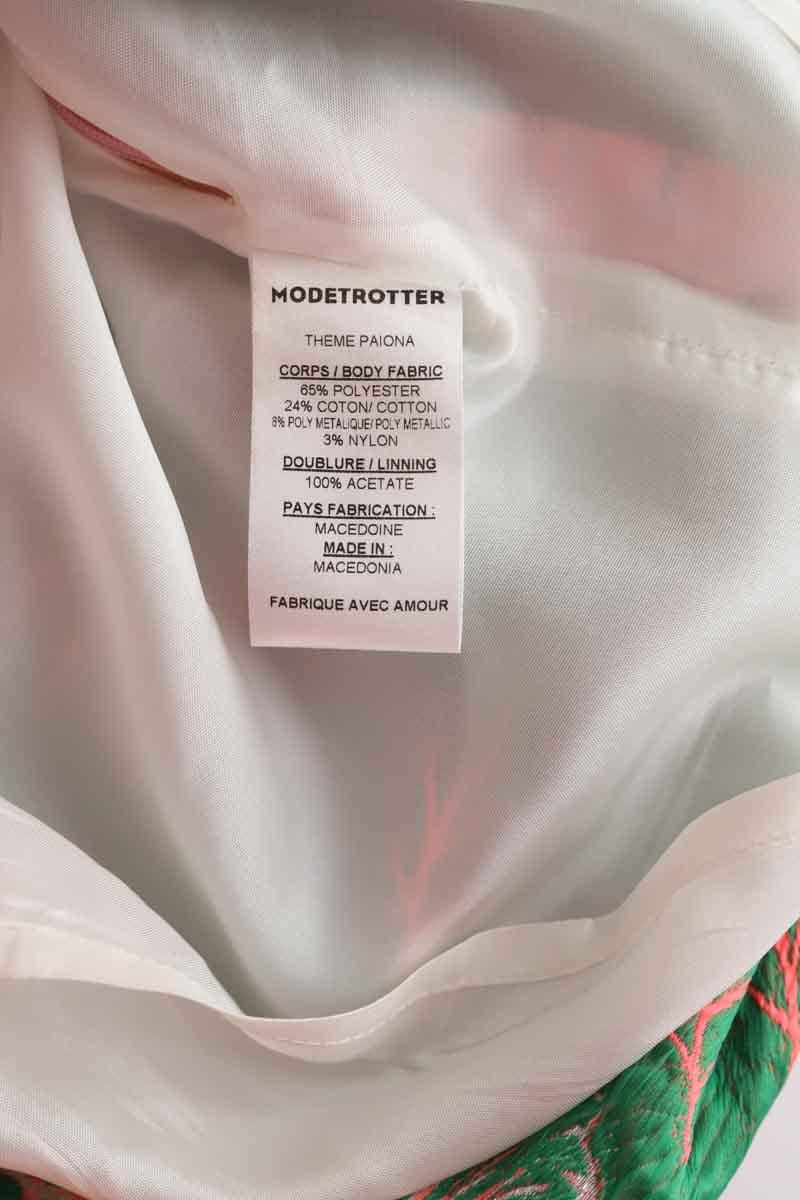 MODETROTTER
THEME PAIONA
CORPS / BODY FABRIC
65% POLYESTER
24% COTON/ COTTON
8% POLY METALIQUE/ POLY METALLIC
3% NYLON
DOUBLURE / LINNING
100% ACETATE
PAYS FABRICATION :
MACEDOINE
MADE IN :
MACEDONIA
FABRIQUE AVEC AMOUR